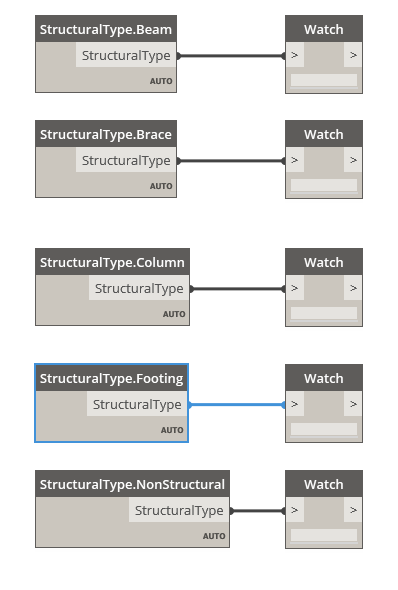 StructuralType.Beam Watch
StructuralType > >
AUTO
StructuralType.Brace Watch
StructuralType > >
AUTO
StructuralType.Column Watch
StructuralType > >
AUTO
StructuralType.Footing Watch
StructuralType > >
AUTO
StructuralType.NonStructural Watch
StructuralType > >
AUTO